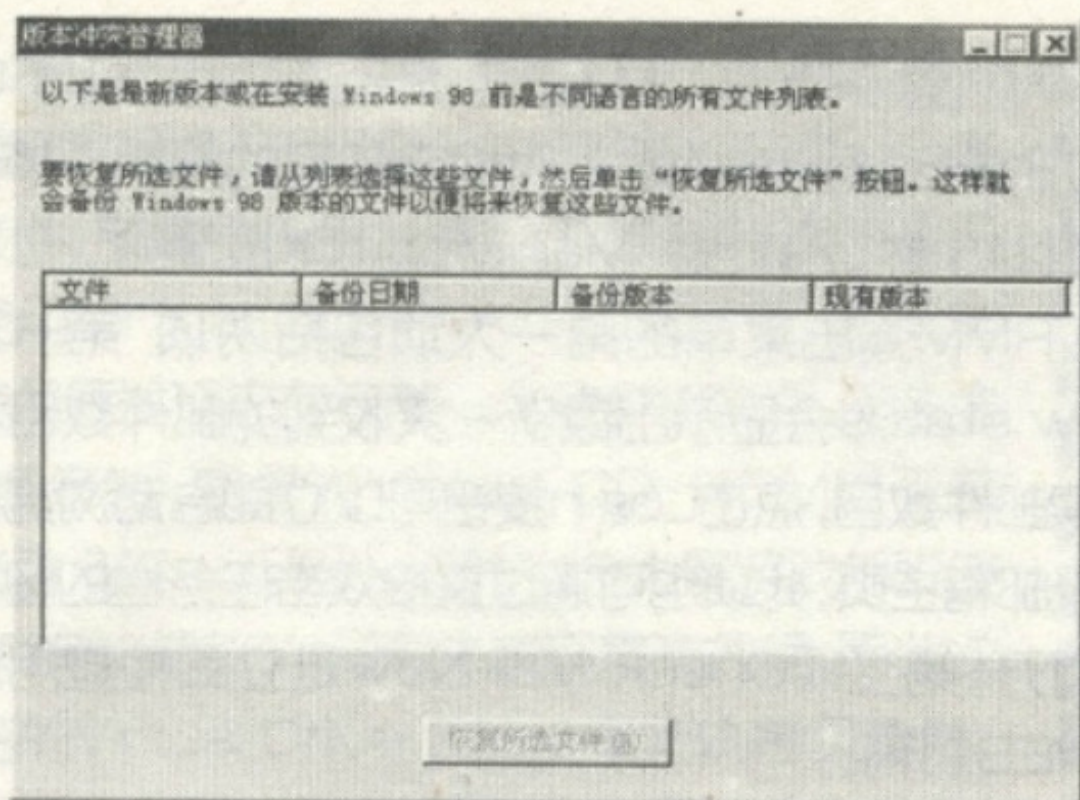 版本冲突管理器
以下是最新版本或在安装 Windows 98 前是不同语言的所有文件列表。
要恢复所选文件，请从列表选择这些文件，然后单击“恢复所选文件”按钮。这样就
会备份 Windows 98 版本的文件以便将来恢复这些文件。
文件 备份日期 备份版本 现有版本
恢复所选文件